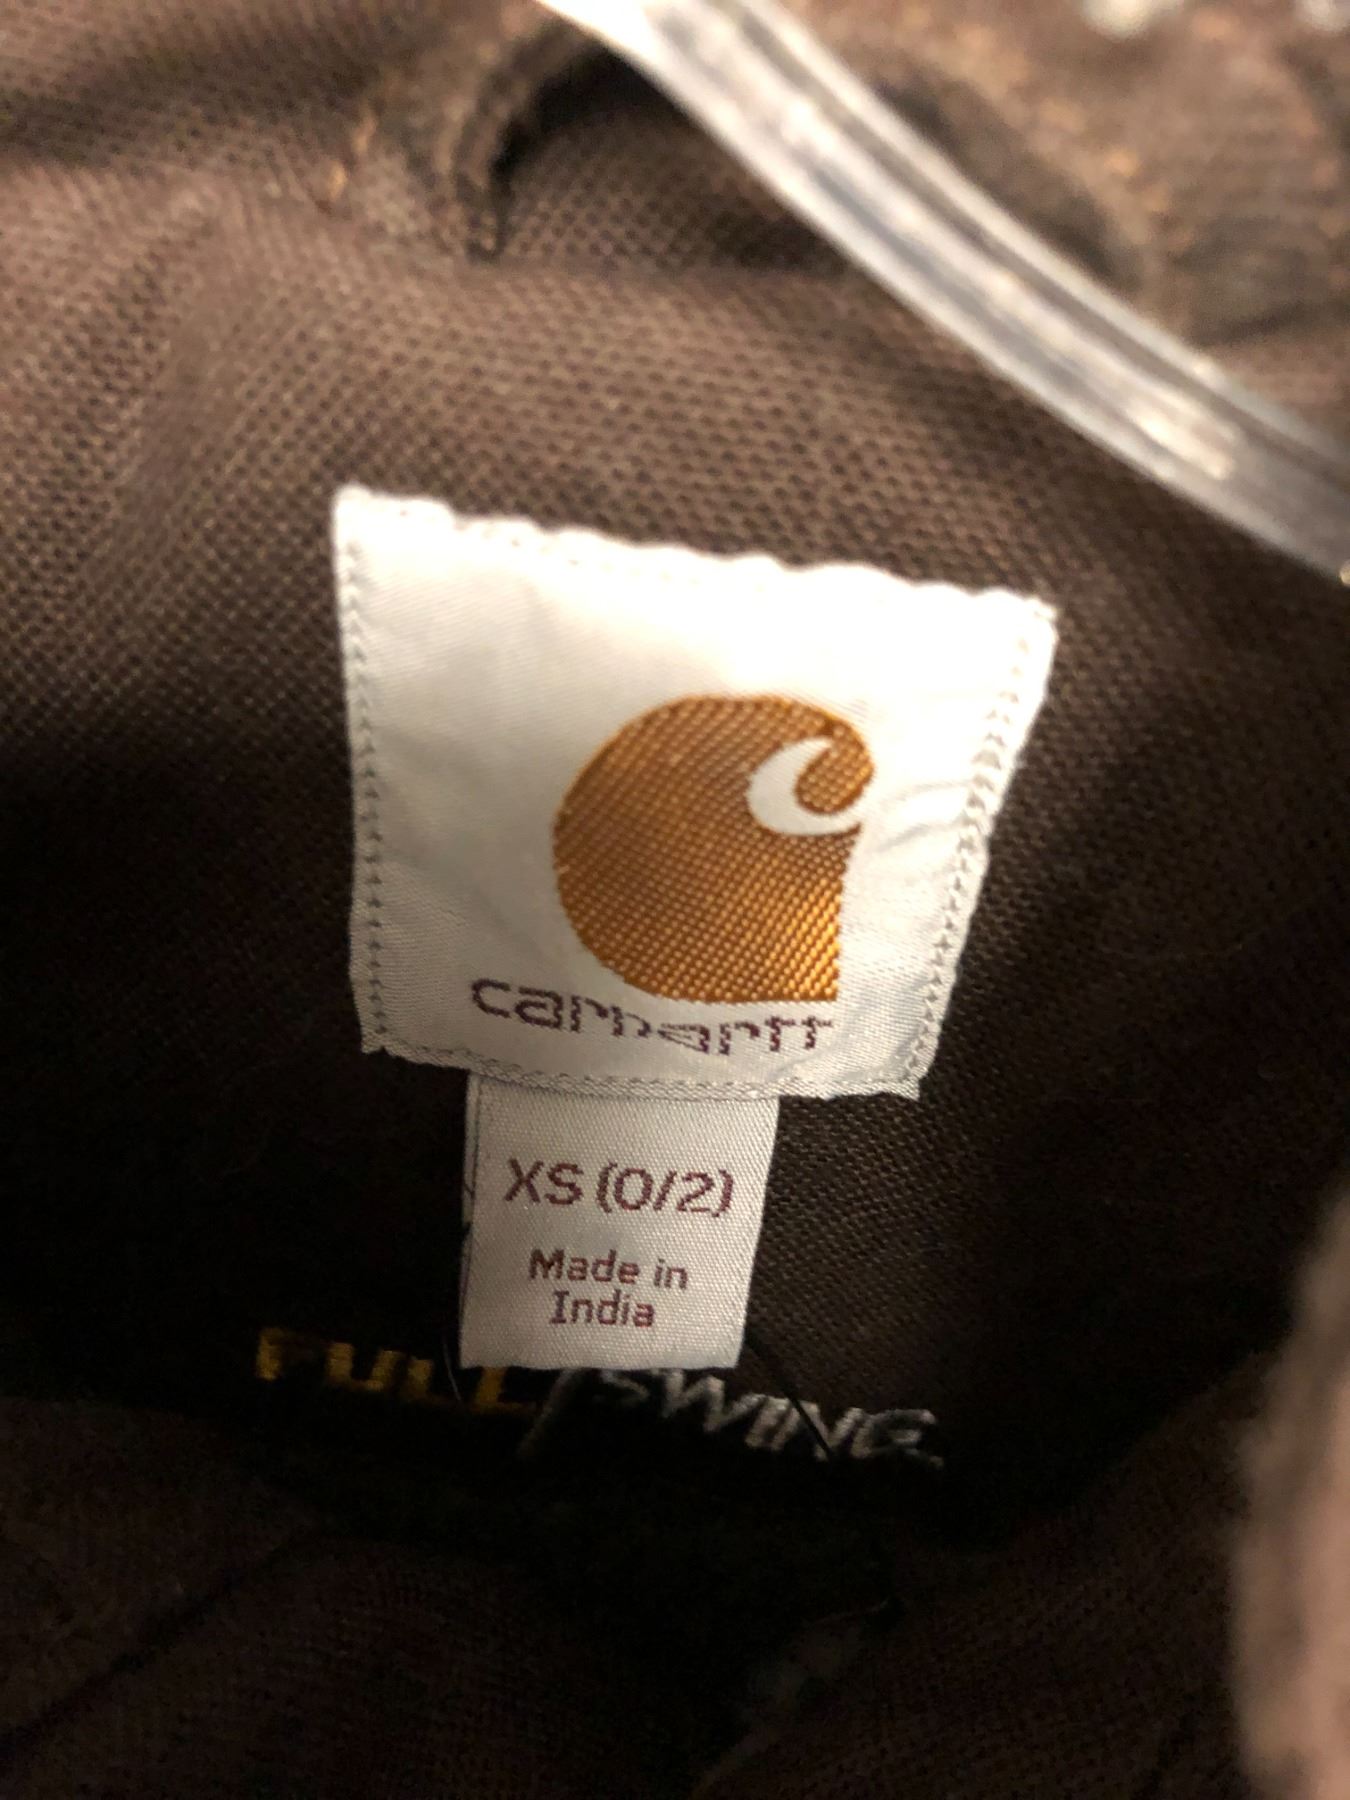 carhartt
XS (0/2)
Made in
India
FULL/SWING